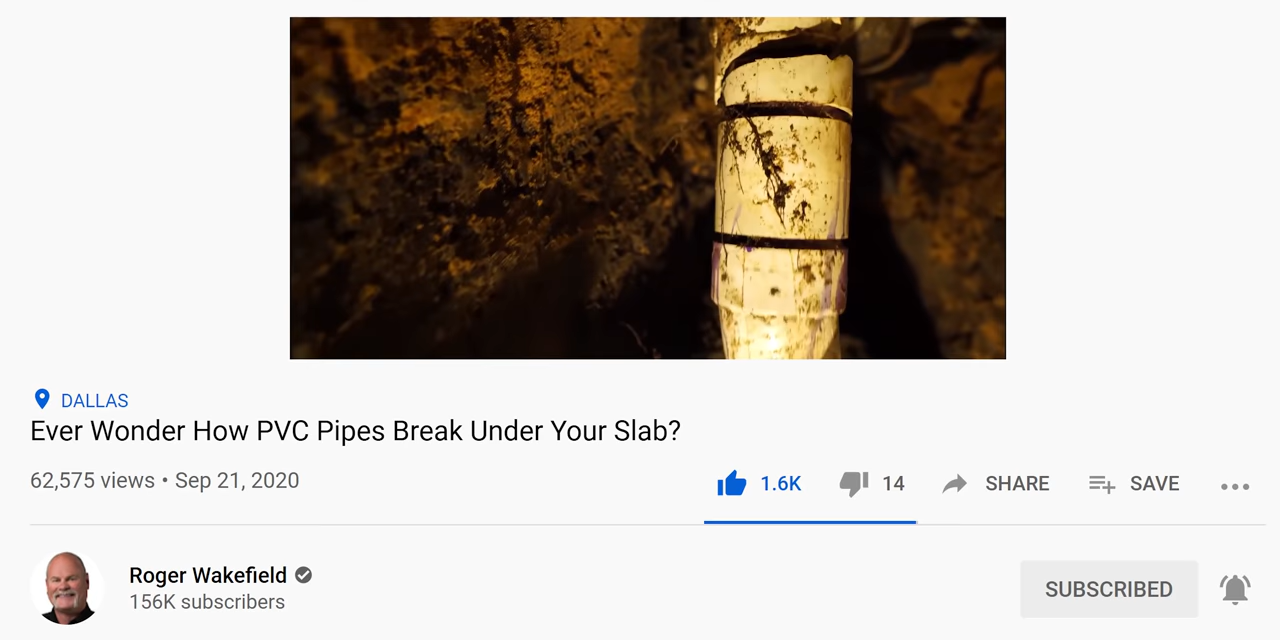 DALLAS
Ever Wonder How PVC Pipes Break Under Your Slab?
62,575 views • Sep 21, 2020
1.6K 14 SHARE SAVE
Roger Wakefield
156K subscribers
SUBSCRIBED